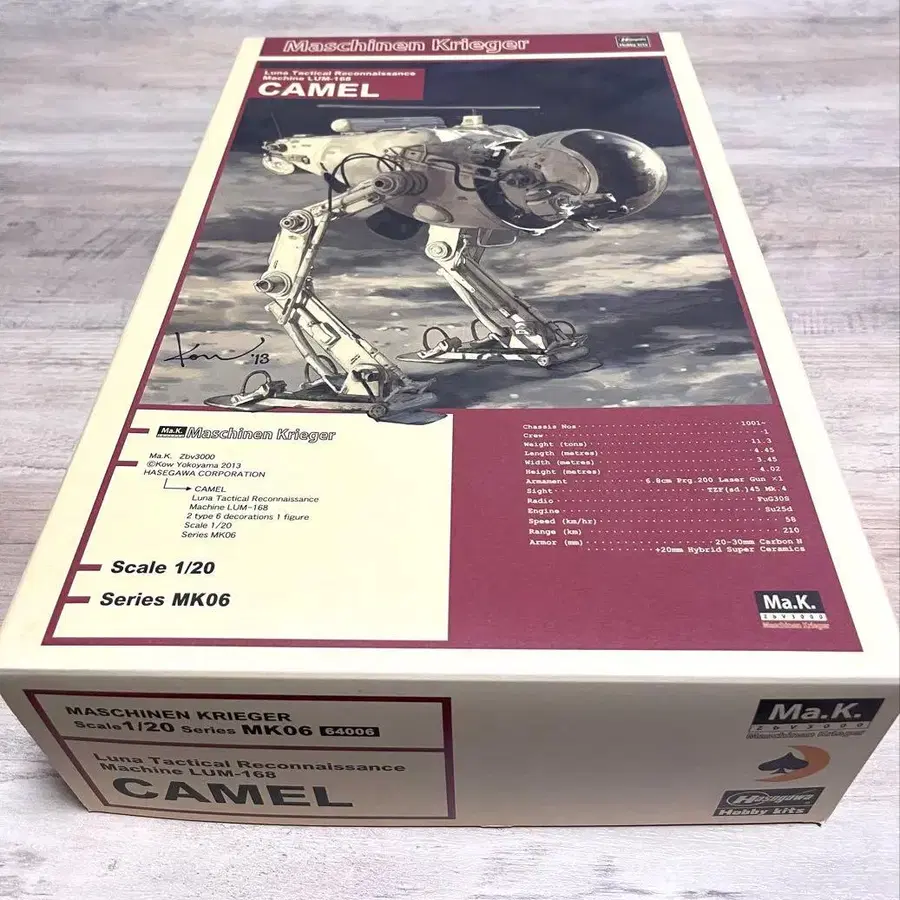 Maschinen Krieger
Hasegawa
Hobby kits
Luna Tactical Reconnaissance
Machine LUM-168
CAMEL
Kow '13
Ma.K. Maschinen Krieger
Ma.K. Zbv3000
©Kow Yokoyama 2013
HASEGAWA CORPORATION
CAMEL
Luna Tactical Reconnaissance
Machine LUM-168
2 type 6 decorations 1 figure
Scale 1/20
Series MK06
Scale 1/20
Series MK06
Chassis Nos 1001~
Crew 1
Weight (tons) 11.3
Length (metres) 4.45
Width (metres) 3.45
Height (metres) 4.02
Armament 6.8cm Prg.200 Laser Gun ×1
Sight TZF(sd.)45 Mk.4
Radio FuG30S
Engine Su25d
Speed (km/hr) 58
Range (km) 210
Armor (mm) 20-30mm Carbon N
+20mm Hybrid Super Ceramics
Ma.K.
ZbV3000
Maschinen Krieger
MASCHINEN KRIEGER
Scale 1/20 Series MK06 64006
Luna Tactical Reconnaissance
Machine LUM-168
CAMEL
Ma.K.
ZbV3000
Maschinen Krieger
Hasegawa
Hobby kits